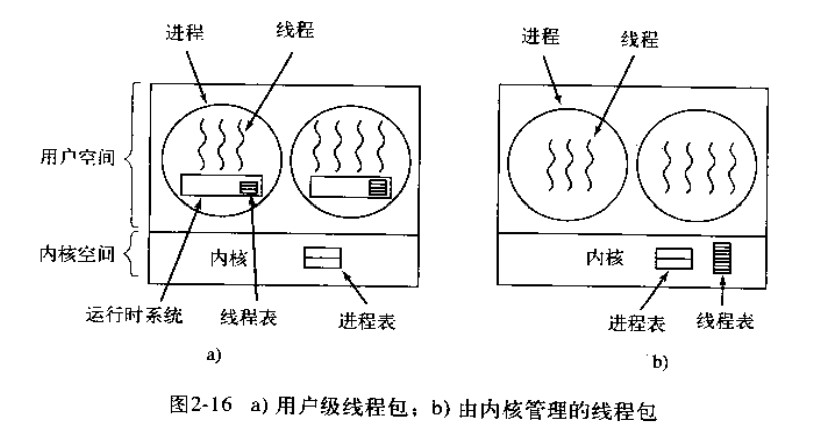 进程 线程
进程 线程
用户空间
内核空间 内核
内核
运行时系统 线程表 进程表
进程表 线程表
a)
b)
图2-16 a) 用户级线程包；b) 由内核管理的线程包